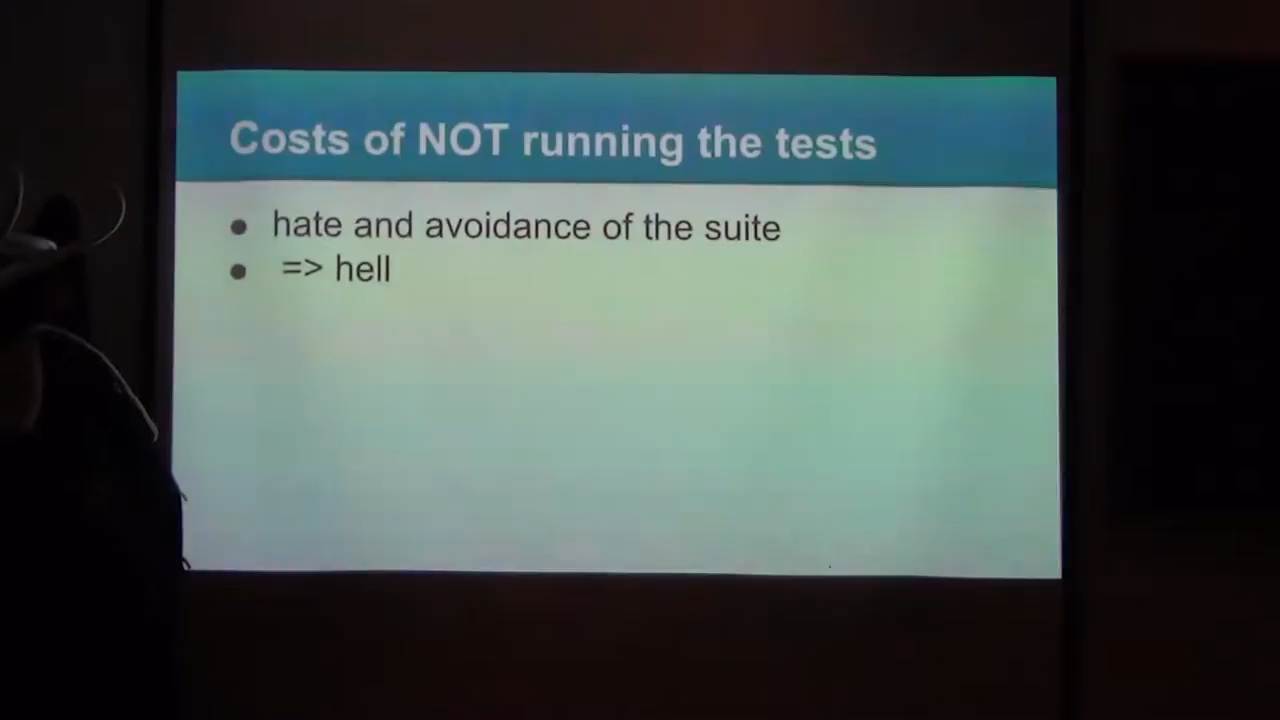 Costs of NOT running the tests
hate and avoidance of the suite
=> hell